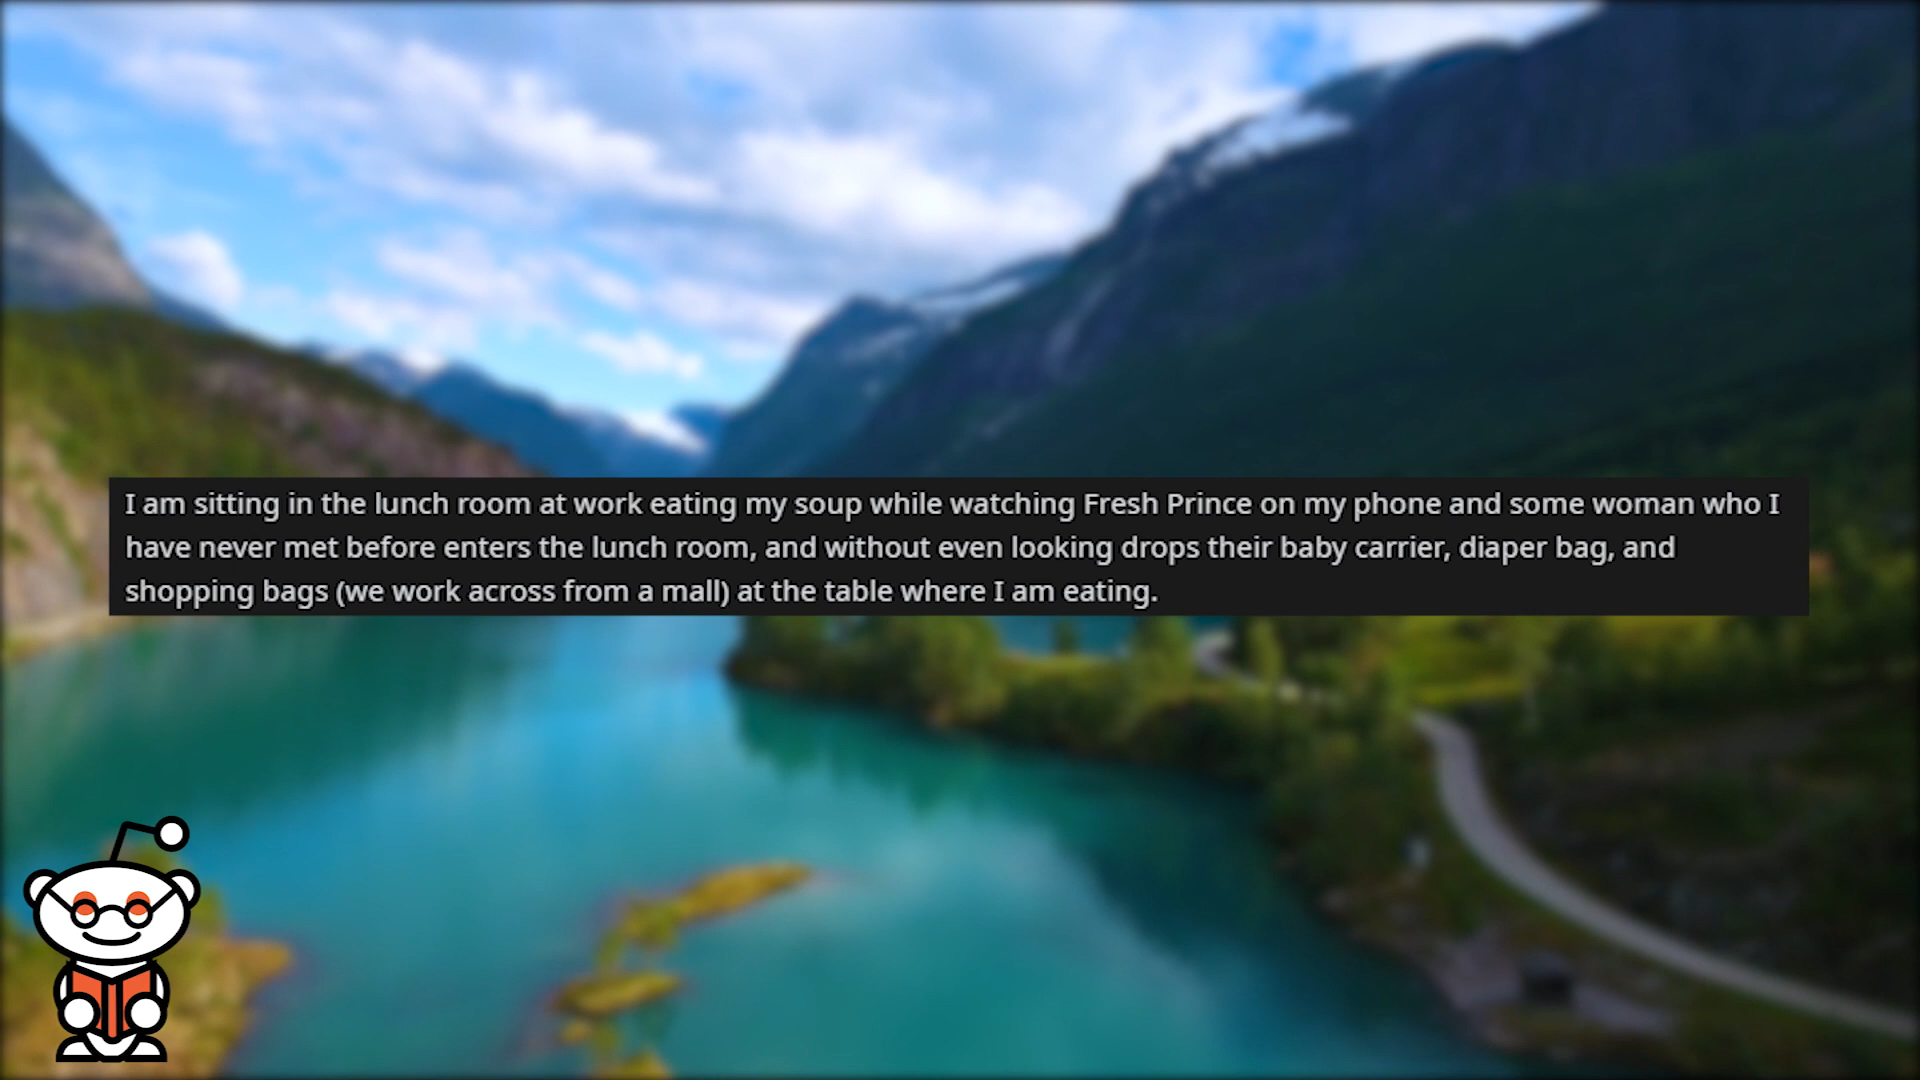 I am sitting in the lunch room at work eating my soup while watching Fresh Prince on my phone and some woman who I
have never met before enters the lunch room, and without even looking drops their baby carrier, diaper bag, and
shopping bags (we work across from a mall) at the table where I am eating.